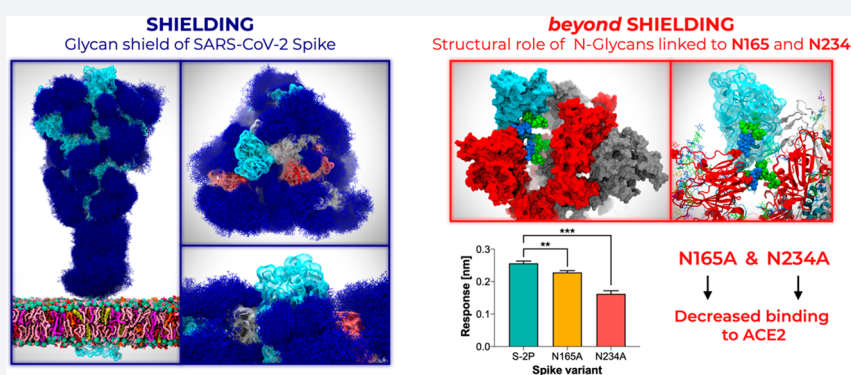 SHIELDING
Glycan shield of SARS-CoV-2 Spike
beyond SHIELDING
Structural role of N-Glycans linked to N165 and N234
***
**
0.3
0.2
0.1
0.0
Response [nm]
S-2P N165A N234A
Spike variant
N165A & N234A
Decreased binding
to ACE2